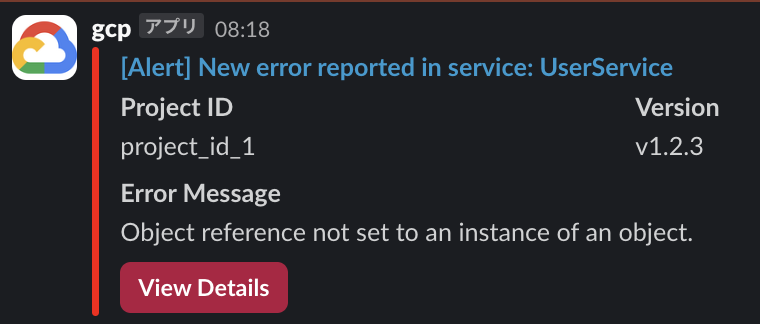 gcp アプリ 08:18
[Alert] New error reported in service: UserService
Project ID Version
project_id_1 v1.2.3
Error Message
Object reference not set to an instance of an object.
View Details